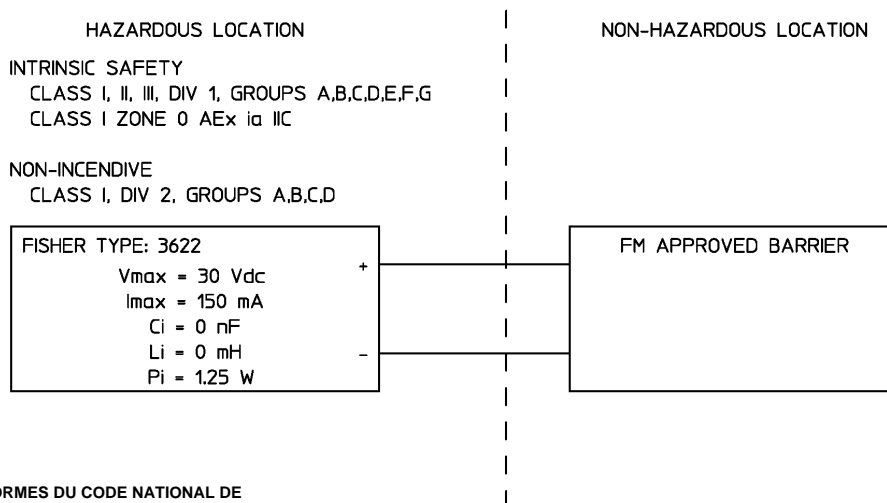 HAZARDOUS LOCATION
NON-HAZARDOUS LOCATION
INTRINSIC SAFETY
CLASS I, II, III, DIV 1, GROUPS A,B,C,D,E,F,G
CLASS I ZONE 0 AEx ia IIC
NON-INCENDIVE
CLASS I, DIV 2, GROUPS A,B,C,D
FISHER TYPE: 3622
Vmax = 30 Vdc
Imax = 150 mA
Ci = 0 nF
Li = 0 mH
Pi = 1.25 W
+
–
FM APPROVED BARRIER
ORMES DU CODE NATIONAL DE